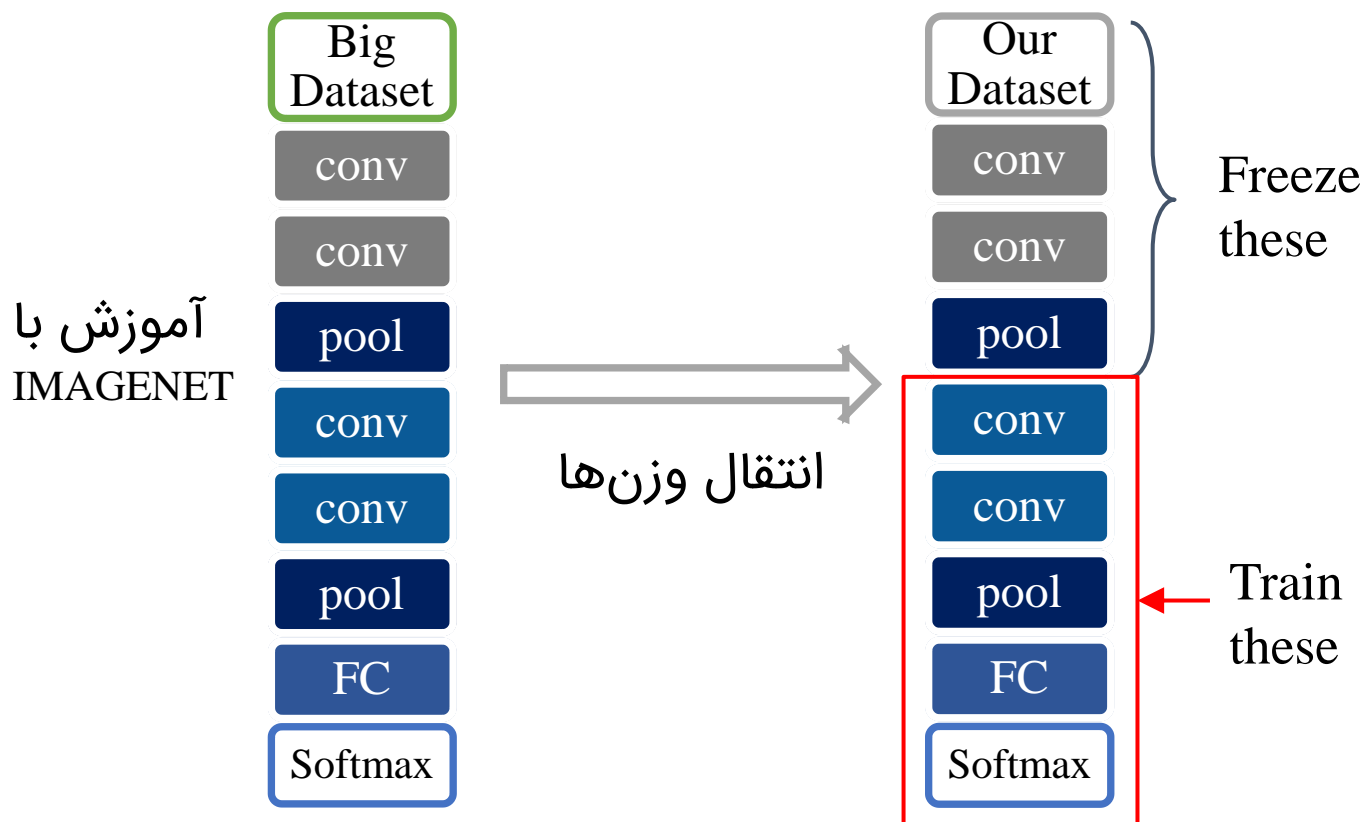 آموزش با
IMAGENET
Big
Dataset
conv
conv
pool
conv
conv
pool
FC
Softmax
انتقال وزن‌ها
Our
Dataset
conv
conv
pool
conv
conv
pool
FC
Softmax
Freeze
these
Train
these